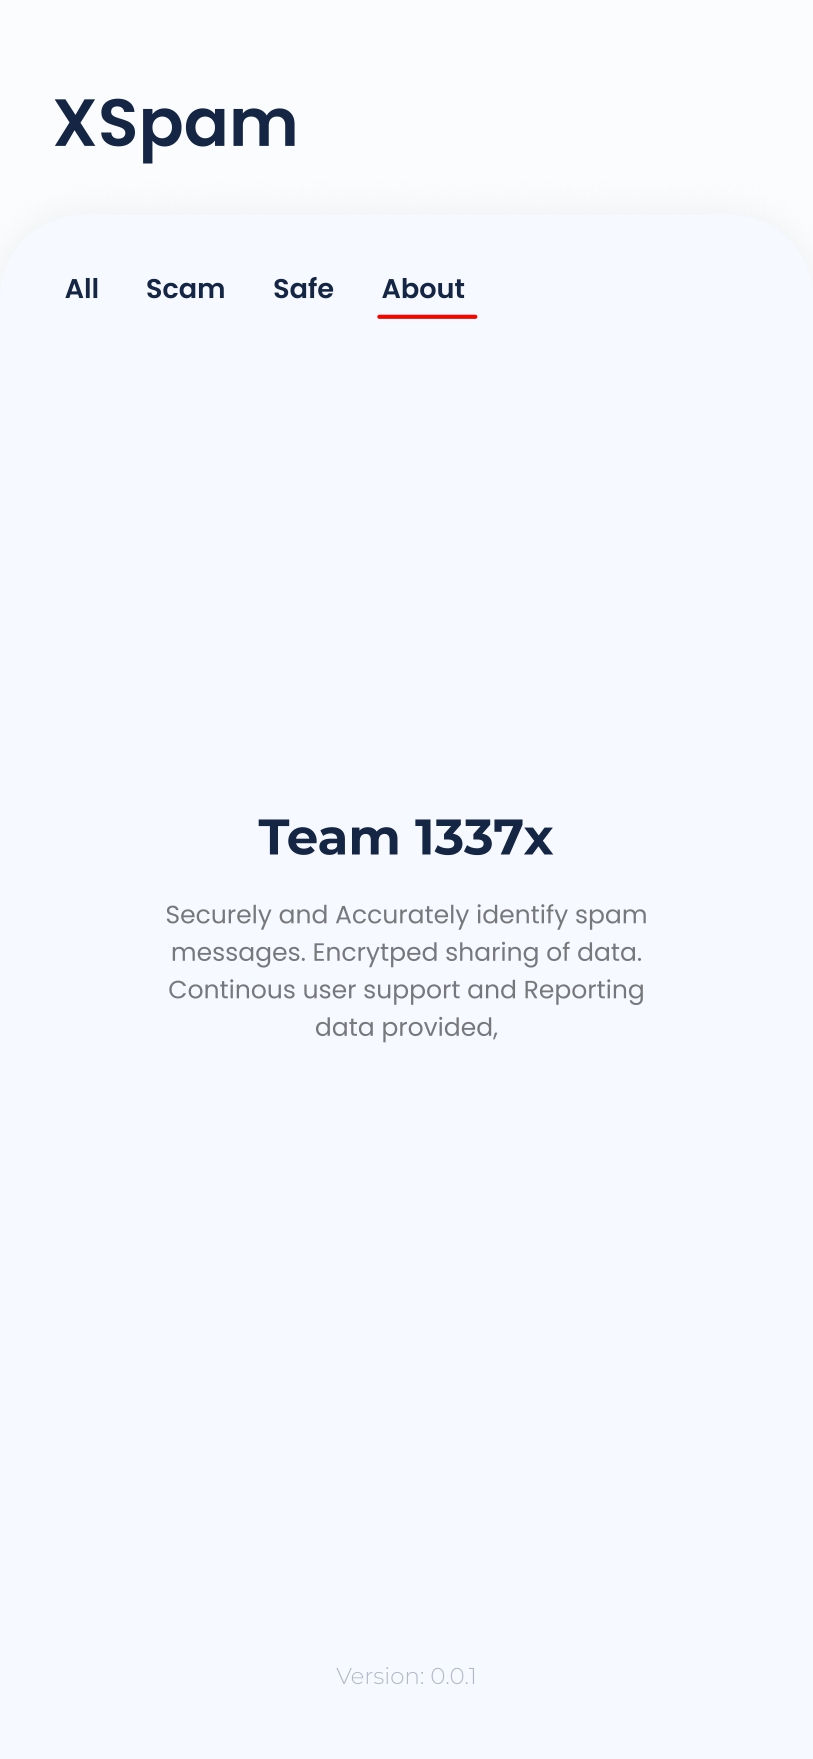 XSpam
All Scam Safe About
Team 1337x
Securely and Accurately identify spam
messages. Encrytped sharing of data.
Continous user support and Reporting
data provided,
Version: 0.0.1